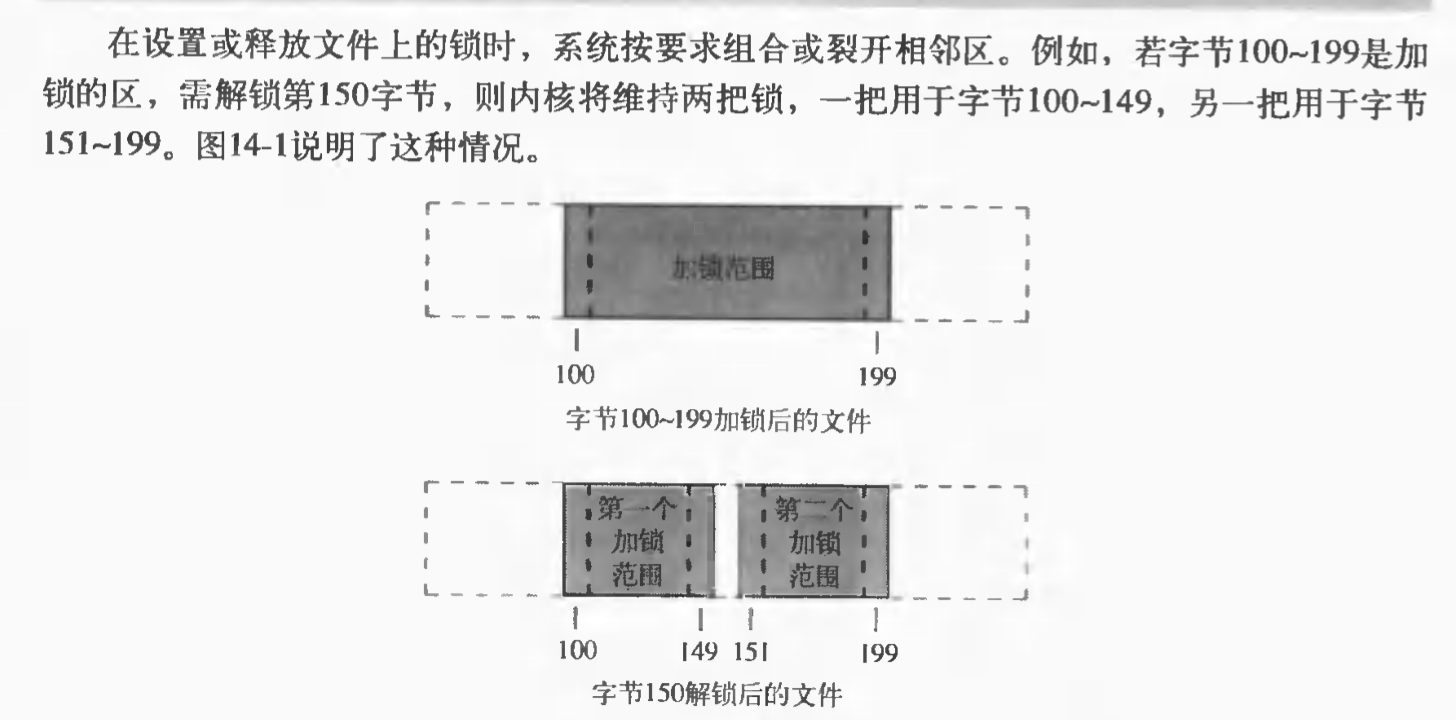 在设置或释放文件上的锁时，系统按要求组合或裂开相邻区。例如，若字节100~199是加
锁的区，需解锁第150字节，则内核将维持两把锁，一把用于字节100~149，另一把用于字节
151~199。图14-1说明了这种情况。
加锁范围
100
199
字节100~199加锁后的文件
第一个
加锁
范围
第二个
加锁
范围
100
149
151
199
字节150解锁后的文件